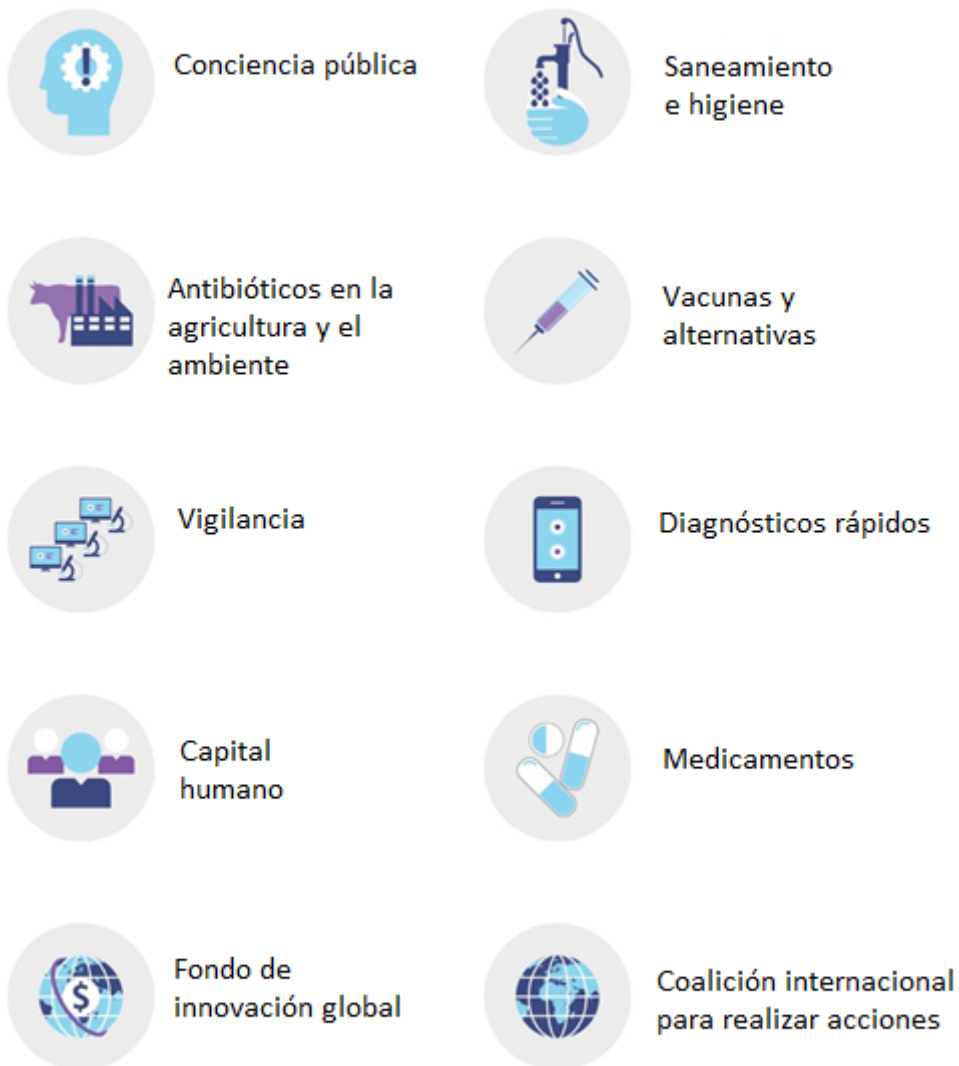 Conciencia pública
Saneamiento
e higiene
Antibióticos en la
agricultura y el
ambiente
Vacunas y
alternativas
Vigilancia
Diagnósticos rápidos
Capital
humano
Medicamentos
Fondo de
innovación global
Coalición internacional
para realizar acciones